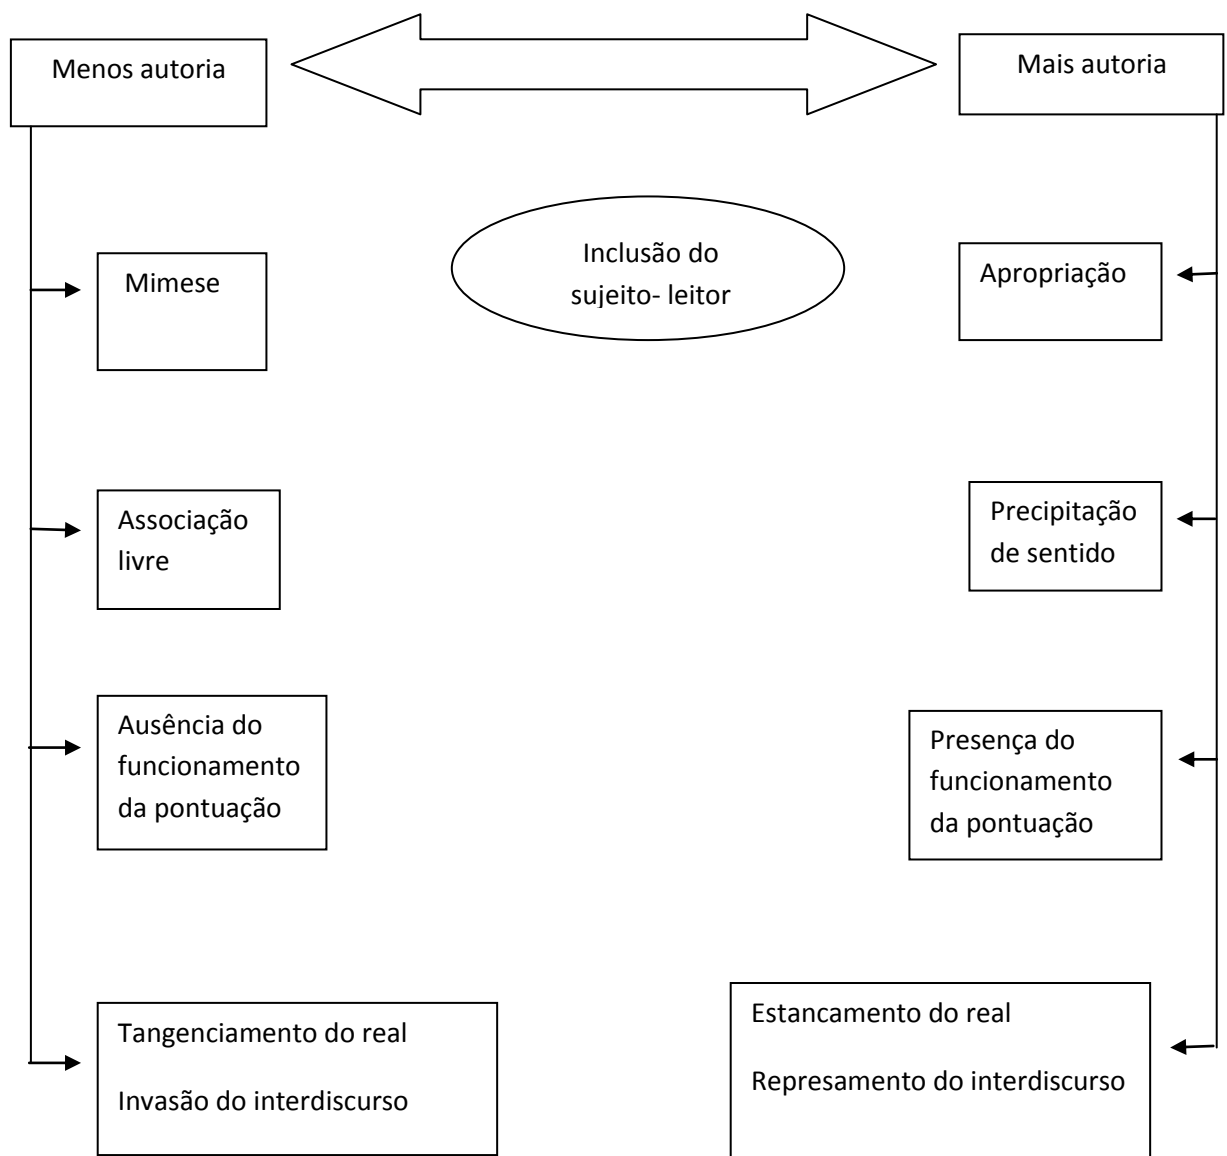 Menos autoria
Mais autoria
Inclusão do
sujeito- leitor
Mimese
Apropriação
Associação
livre
Precipitação
de sentido
Ausência do
funcionamento
da pontuação
Presença do
funcionamento
da pontuação
Tangenciamento do real
Invasão do interdiscurso
Estancamento do real
Represamento do interdiscurso